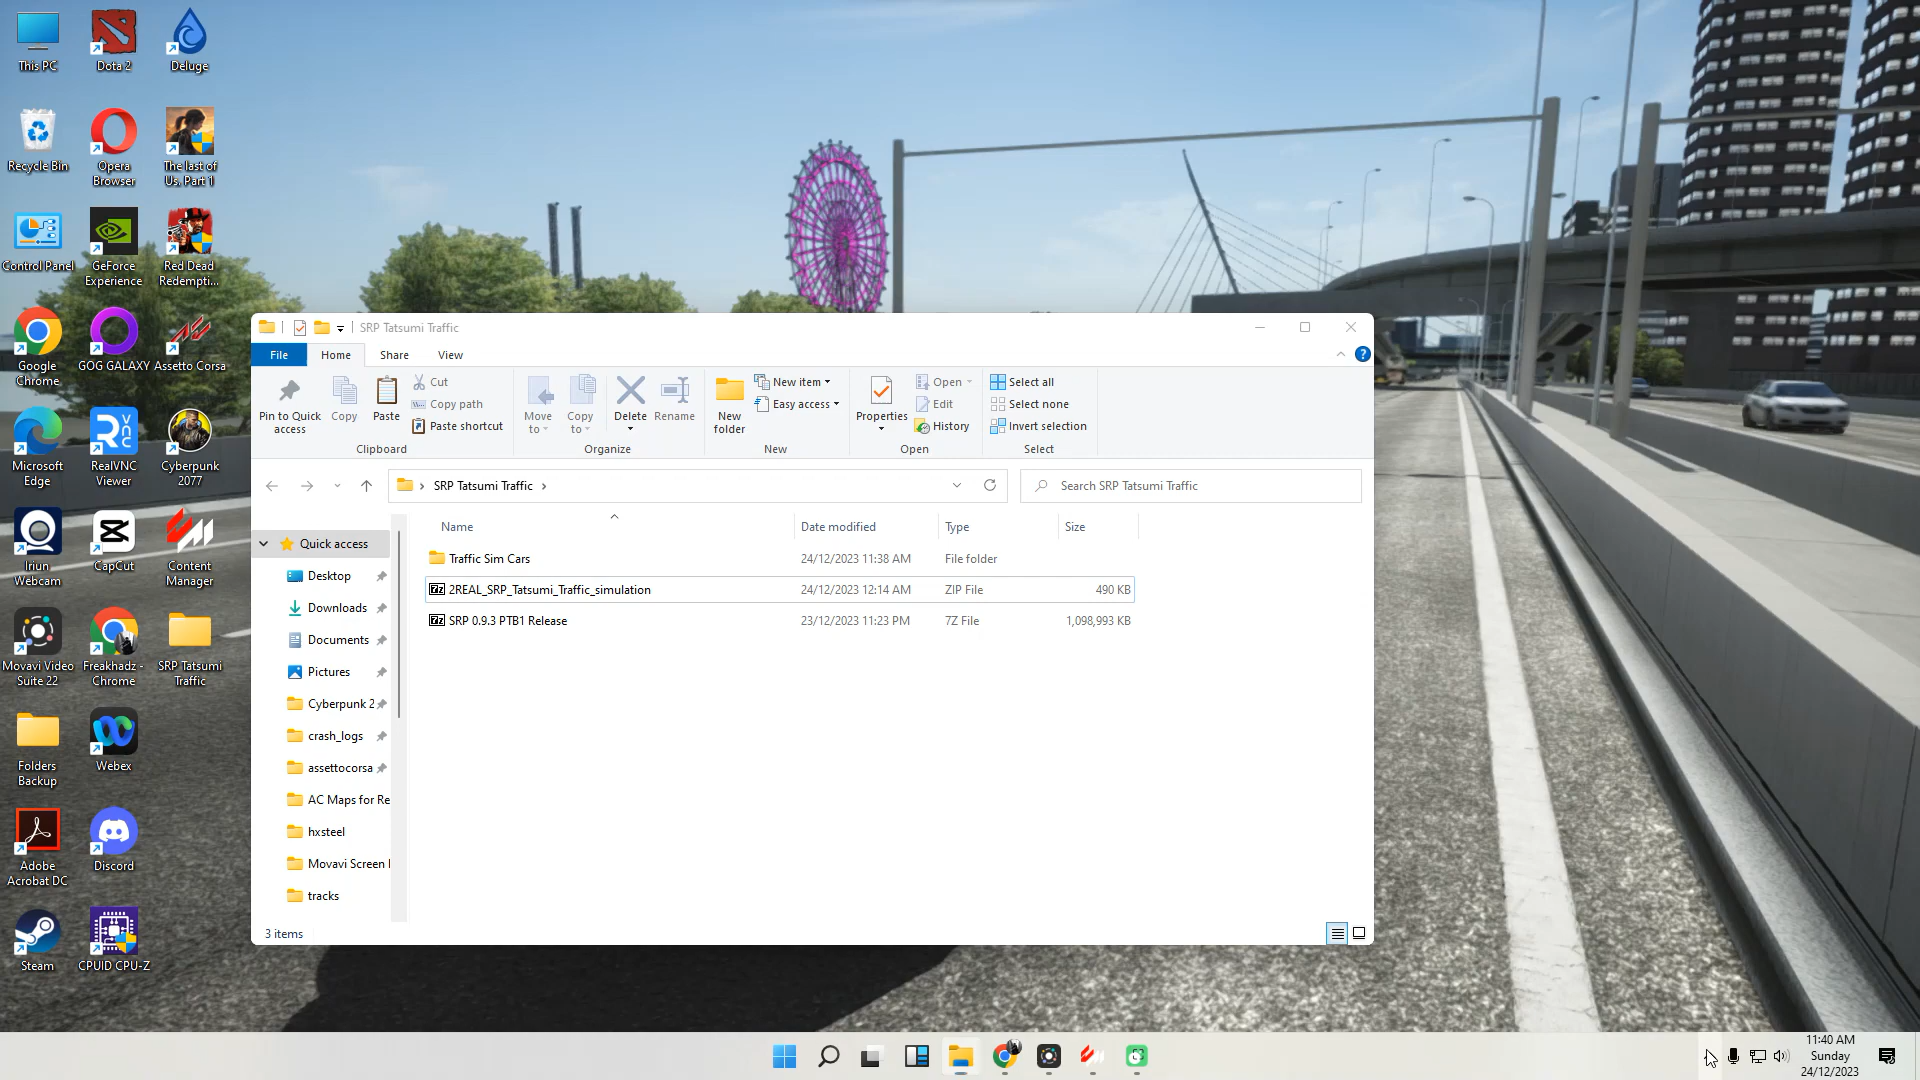 This PC
Dota 2
Deluge
Recycle Bin
Opera
Browser
The last of
Us. Part 1
Control Panel
GeForce
Experience
Red Dead
Redempti...
Google
Chrome
GOG GALAXY
Assetto Corsa
Microsoft
Edge
RealVNC
Viewer
Cyberpunk
2077
Iriun
Webcam
CapCut
Content
Manager
Movavi Video
Suite 22
Freakhadz -
Chrome
SRP Tatsumi
Traffic
Folders
Backup
Webex
Adobe
Acrobat DC
Discord
Steam
CPUID CPU-Z
SRP Tatsumi Traffic
File
Home
Share
View
Pin to Quick
access
Copy
Paste
Cut
Copy path
Paste shortcut
Clipboard
Move
to
Copy
to
Delete
Rename
Organize
New
folder
New item
Easy access
New
Properties
Open
Edit
History
Open
Select all
Select none
Invert selection
Select
SRP Tatsumi Traffic
Search SRP Tatsumi Traffic
Name Date modified Type Size
Traffic Sim Cars 24/12/2023 11:38 AM File folder
2REAL_SRP_Tatsumi_Traffic_simulation 24/12/2023 12:14 AM ZIP File 490 KB
SRP 0.9.3 PTB1 Release 23/12/2023 11:23 PM 7Z File 1,098,993 KB
Quick access
Desktop
Downloads
Documents
Pictures
Cyberpunk 2
crash_logs
assettocorsa
AC Maps for Re
hxsteel
Movavi Screen
tracks
3 items
11:40 AM
Sunday
24/12/2023